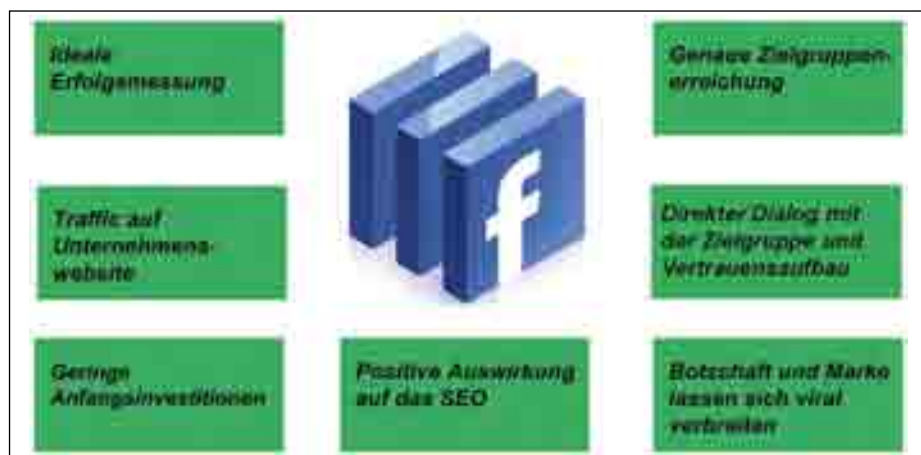 Ideale
Erfolgsmessung
Genaue Zielgruppen-
erreichung
f
Traffic auf
Unternehmens-
website
Direkter Dialog mit
der Zielgruppe und
Vertrauensaufbau
Geringe
Anfangsinvestitionen
Positive Auswirkung
auf das SEO
Botschaft und Marke
lassen sich viral
verbreiten